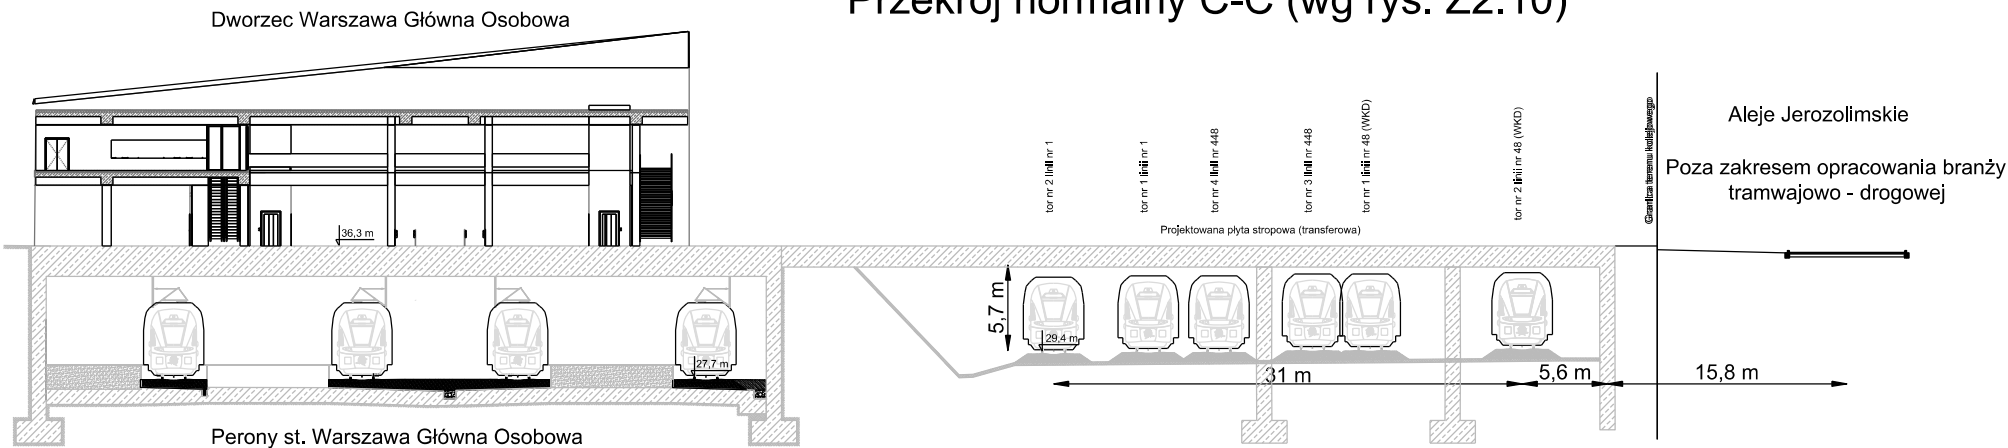 Przekrój normalny C-C (wg rys. Z2.10)
Dworzec Warszawa Główna Osobowa
36,3 m
27,7 m
Perony st. Warszawa Główna Osobowa
tor nr 2 linii nr 1
tor nr 1 linii nr 1
tor nr 4 linii nr 448
tor nr 3 linii nr 448
tor nr 1 linii nr 48 (WKD)
tor nr 2 linii nr 48 (WKD)
Granica terenu kolejowego
Projektowana płyta stropowa (transferowa)
5,7 m
29,4 m
31 m
5,6 m
15,8 m
Aleje Jerozolimskie
Poza zakresem opracowania branży
tramwajowo - drogowej